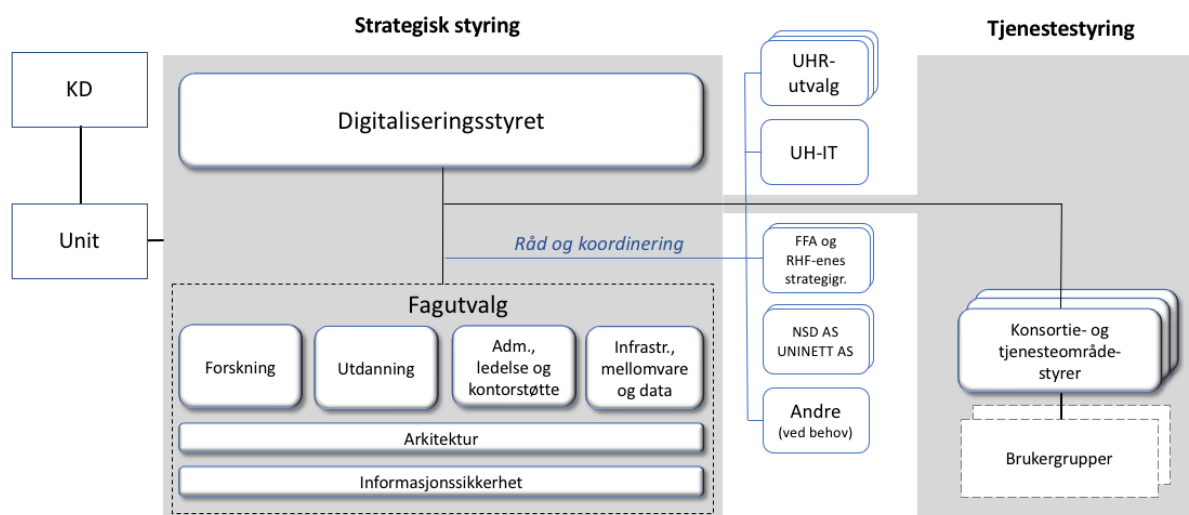 Strategisk styring
Tjenestestyring
KD
Unit
Digitaliseringsstyret
UHR-
utvalg
UH-IT
Råd og koordinering
FFA og
RHF-enes
strategigr.
NSD AS
UNINETT AS
Andre
(ved behov)
Fagutvalg
Forskning
Utdanning
Adm.,
ledelse og
kontorstøtte
Infrastr.,
mellomvare
og data
Arkitektur
Informasjonssikkerhet
Konsortie- og
tjenesteområde-
styrer
Brukergrupper